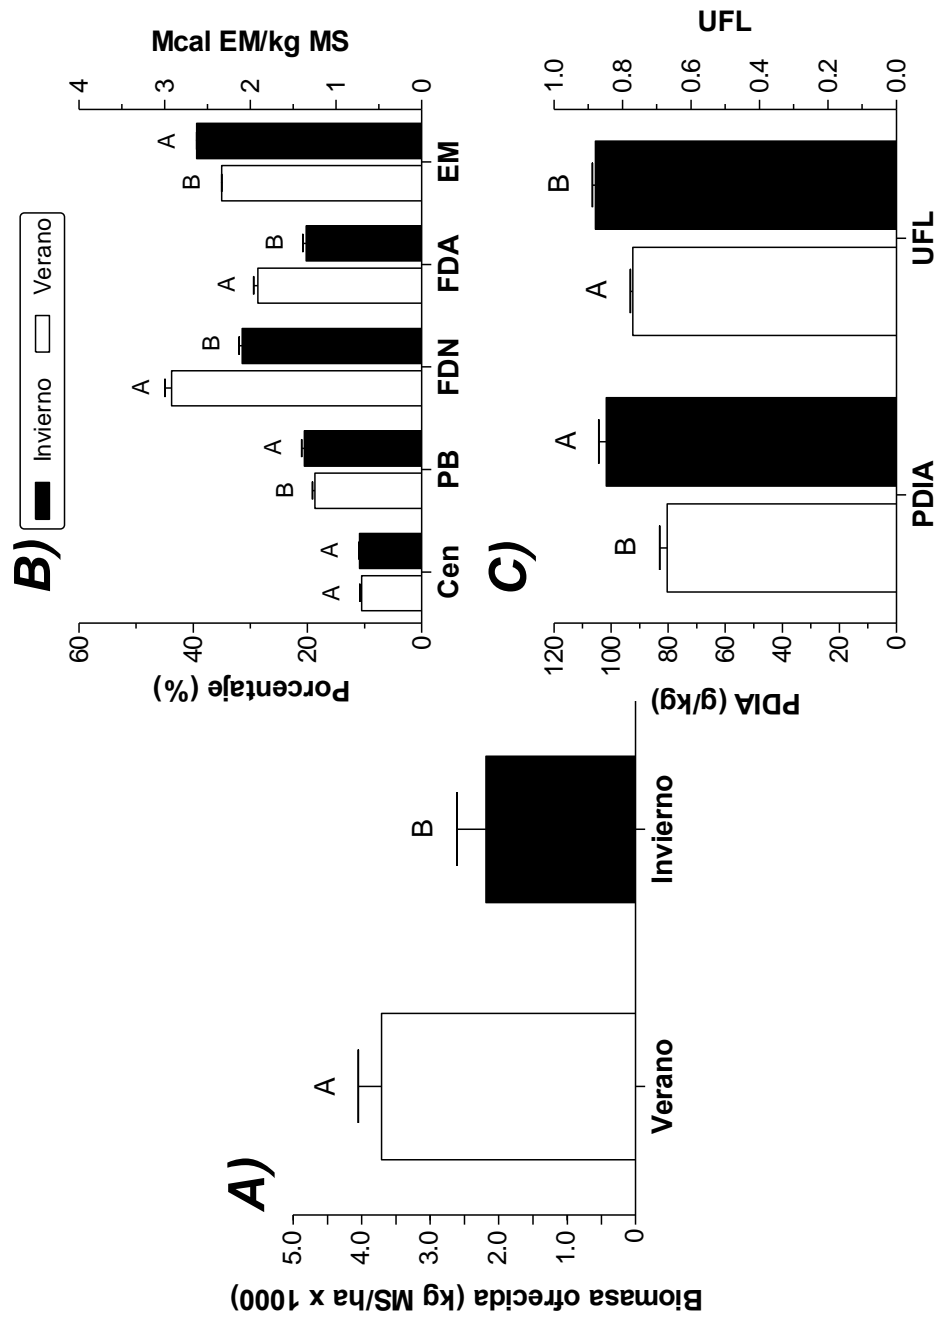 A)
Biomasa ofrecida (kg MS/ha x 1000)
5.0
4.0
3.0
2.0
1.0
0
A
B
Verano
Invierno
B)
Invierno
Verano
Porcentaje (%)
60
40
20
0
Mcal EM/kg MS
4
3
2
1
0
A
A
B
A
A
B
A
B
B
A
Cen
PB
FDN
FDA
EM
C)
PDIA (g/kg)
120
100
80
60
40
20
0
UFL
1.0
0.8
0.6
0.4
0.2
0.0
B
A
A
B
PDIA
UFL